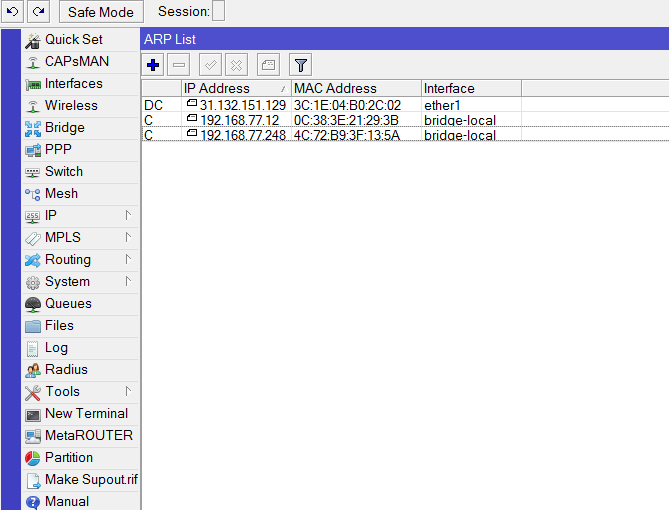 Safe Mode Session:
Quick Set
CAPsMAN
Interfaces
Wireless
Bridge
PPP
Switch
Mesh
IP
MPLS
Routing
System
Queues
Files
Log
Radius
Tools
New Terminal
MetaROUTER
Partition
Make Supout.rif
Manual
ARP List
IP Address MAC Address Interface
DC 31.132.151.129 3C:1E:04:B0:2C:02 ether1
C 192.168.77.12 0C:38:3E:21:29:3B bridge-local
C 192.168.77.248 4C:72:B9:3F:13:5A bridge-local